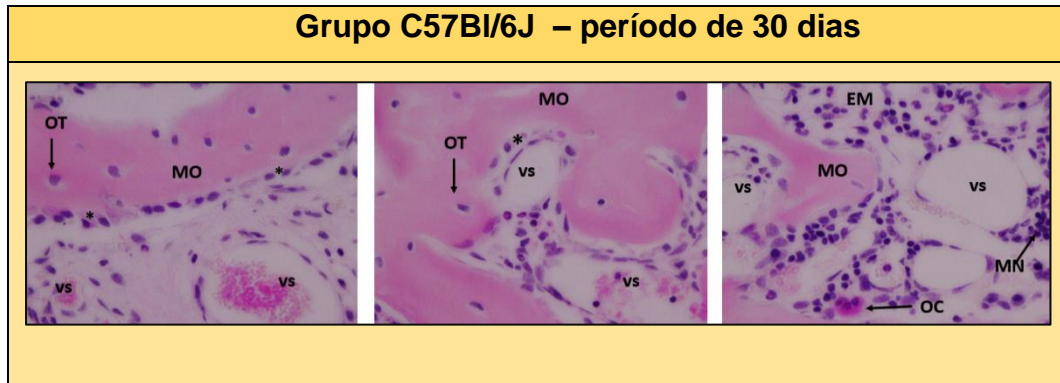 Grupo C57Bl/6J – período de 30 dias
OT
MO
*
*
vs
vs
MO
OT
*
vs
vs
EM
MO
vs
vs
MN
OC